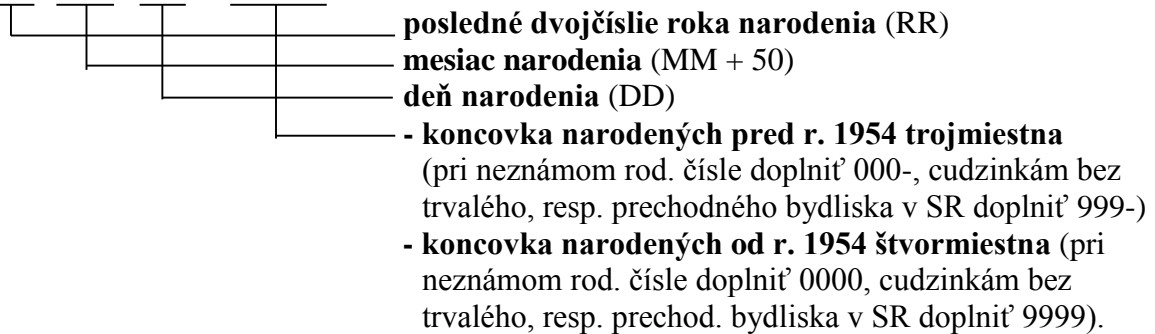 posledné dvojčíslie roka narodenia (RR)
mesiac narodenia (MM + 50)
deň narodenia (DD)
- koncovka narodených pred r. 1954 trojmiestna
(pri neznámom rod. čísle doplniť 000-, cudzinkám bez
trvalého, resp. prechodného bydliska v SR doplniť 999-)
- koncovka narodených od r. 1954 štvormiestna (pri
neznámom rod. čísle doplniť 0000, cudzinkám bez
trvalého, resp. prechod. bydliska v SR doplniť 9999).